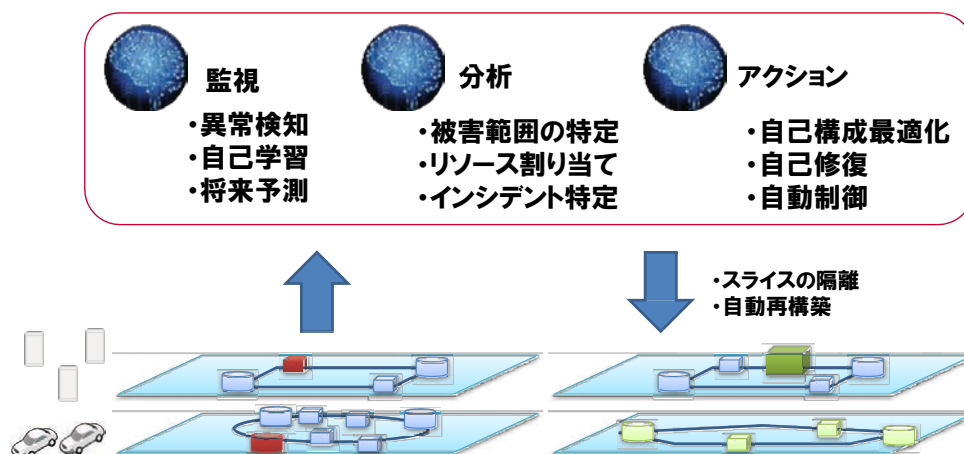 監視
・異常検知
・自己学習
・将来予測
分析
・被害範囲の特定
・リソース割り当て
・インシデント特定
アクション
・自己構成最適化
・自己修復
・自動制御
・スライスの隔離
・自動再構築